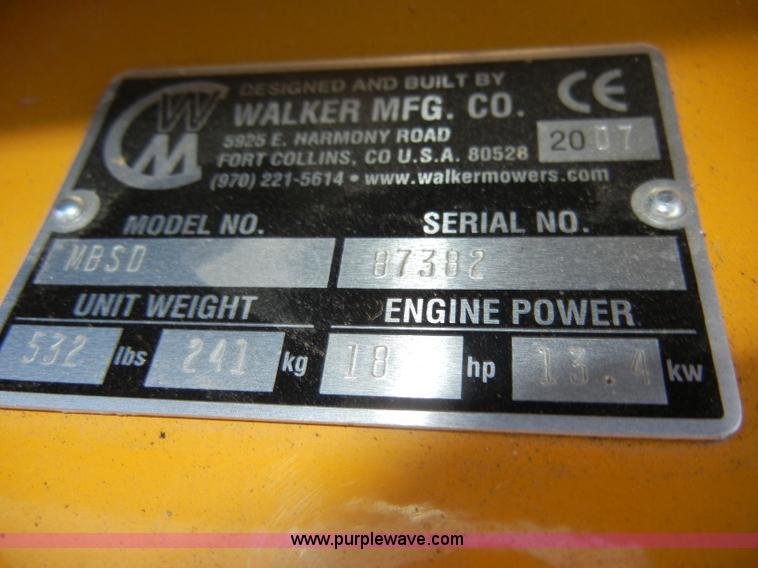 WM
DESIGNED AND BUILT BY
WALKER MFG. CO.
5925 E. HARMONY ROAD
FORT COLLINS, CO U.S.A. 80528
(970) 221-5614 • www.walkermowers.com
CE
2007
MODEL NO. SERIAL NO.
MBSD 87382
UNIT WEIGHT ENGINE POWER
532 lbs 241 kg 18 hp 13.4 kw
www.purplewave.com